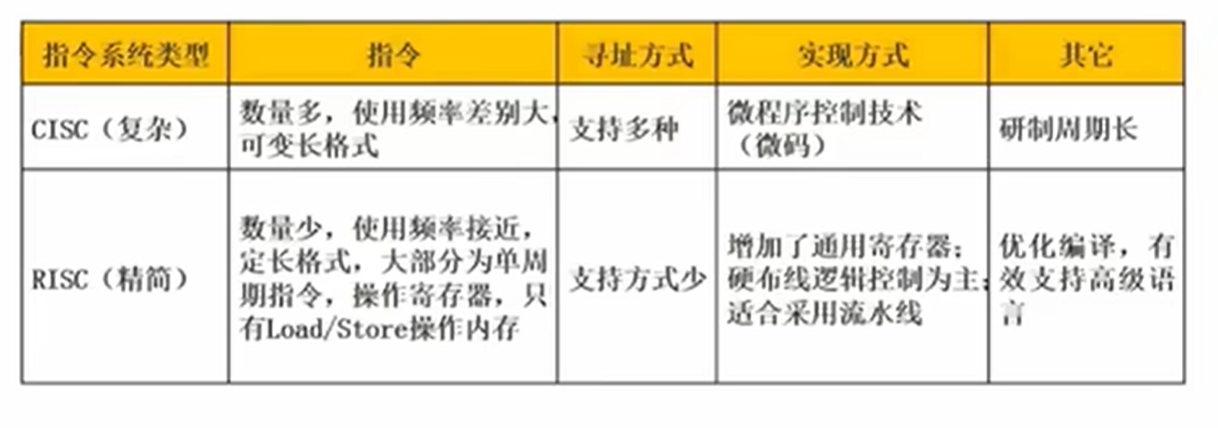 指令系统类型 指令 寻址方式 实现方式 其它
CISC（复杂）
数量多，使用频率差别大，
可变长格式
支持多种
微程序控制技术
（微码）
研制周期长
RISC（精简）
数量少，使用频率接近，
定长格式，大部分为单周
期指令，操作寄存器，只
有Load/Store操作内存
支持方式少
增加了通用寄存器；
硬布线逻辑控制为主；
适合采用流水线
优化编译，有
效支持高级语
言